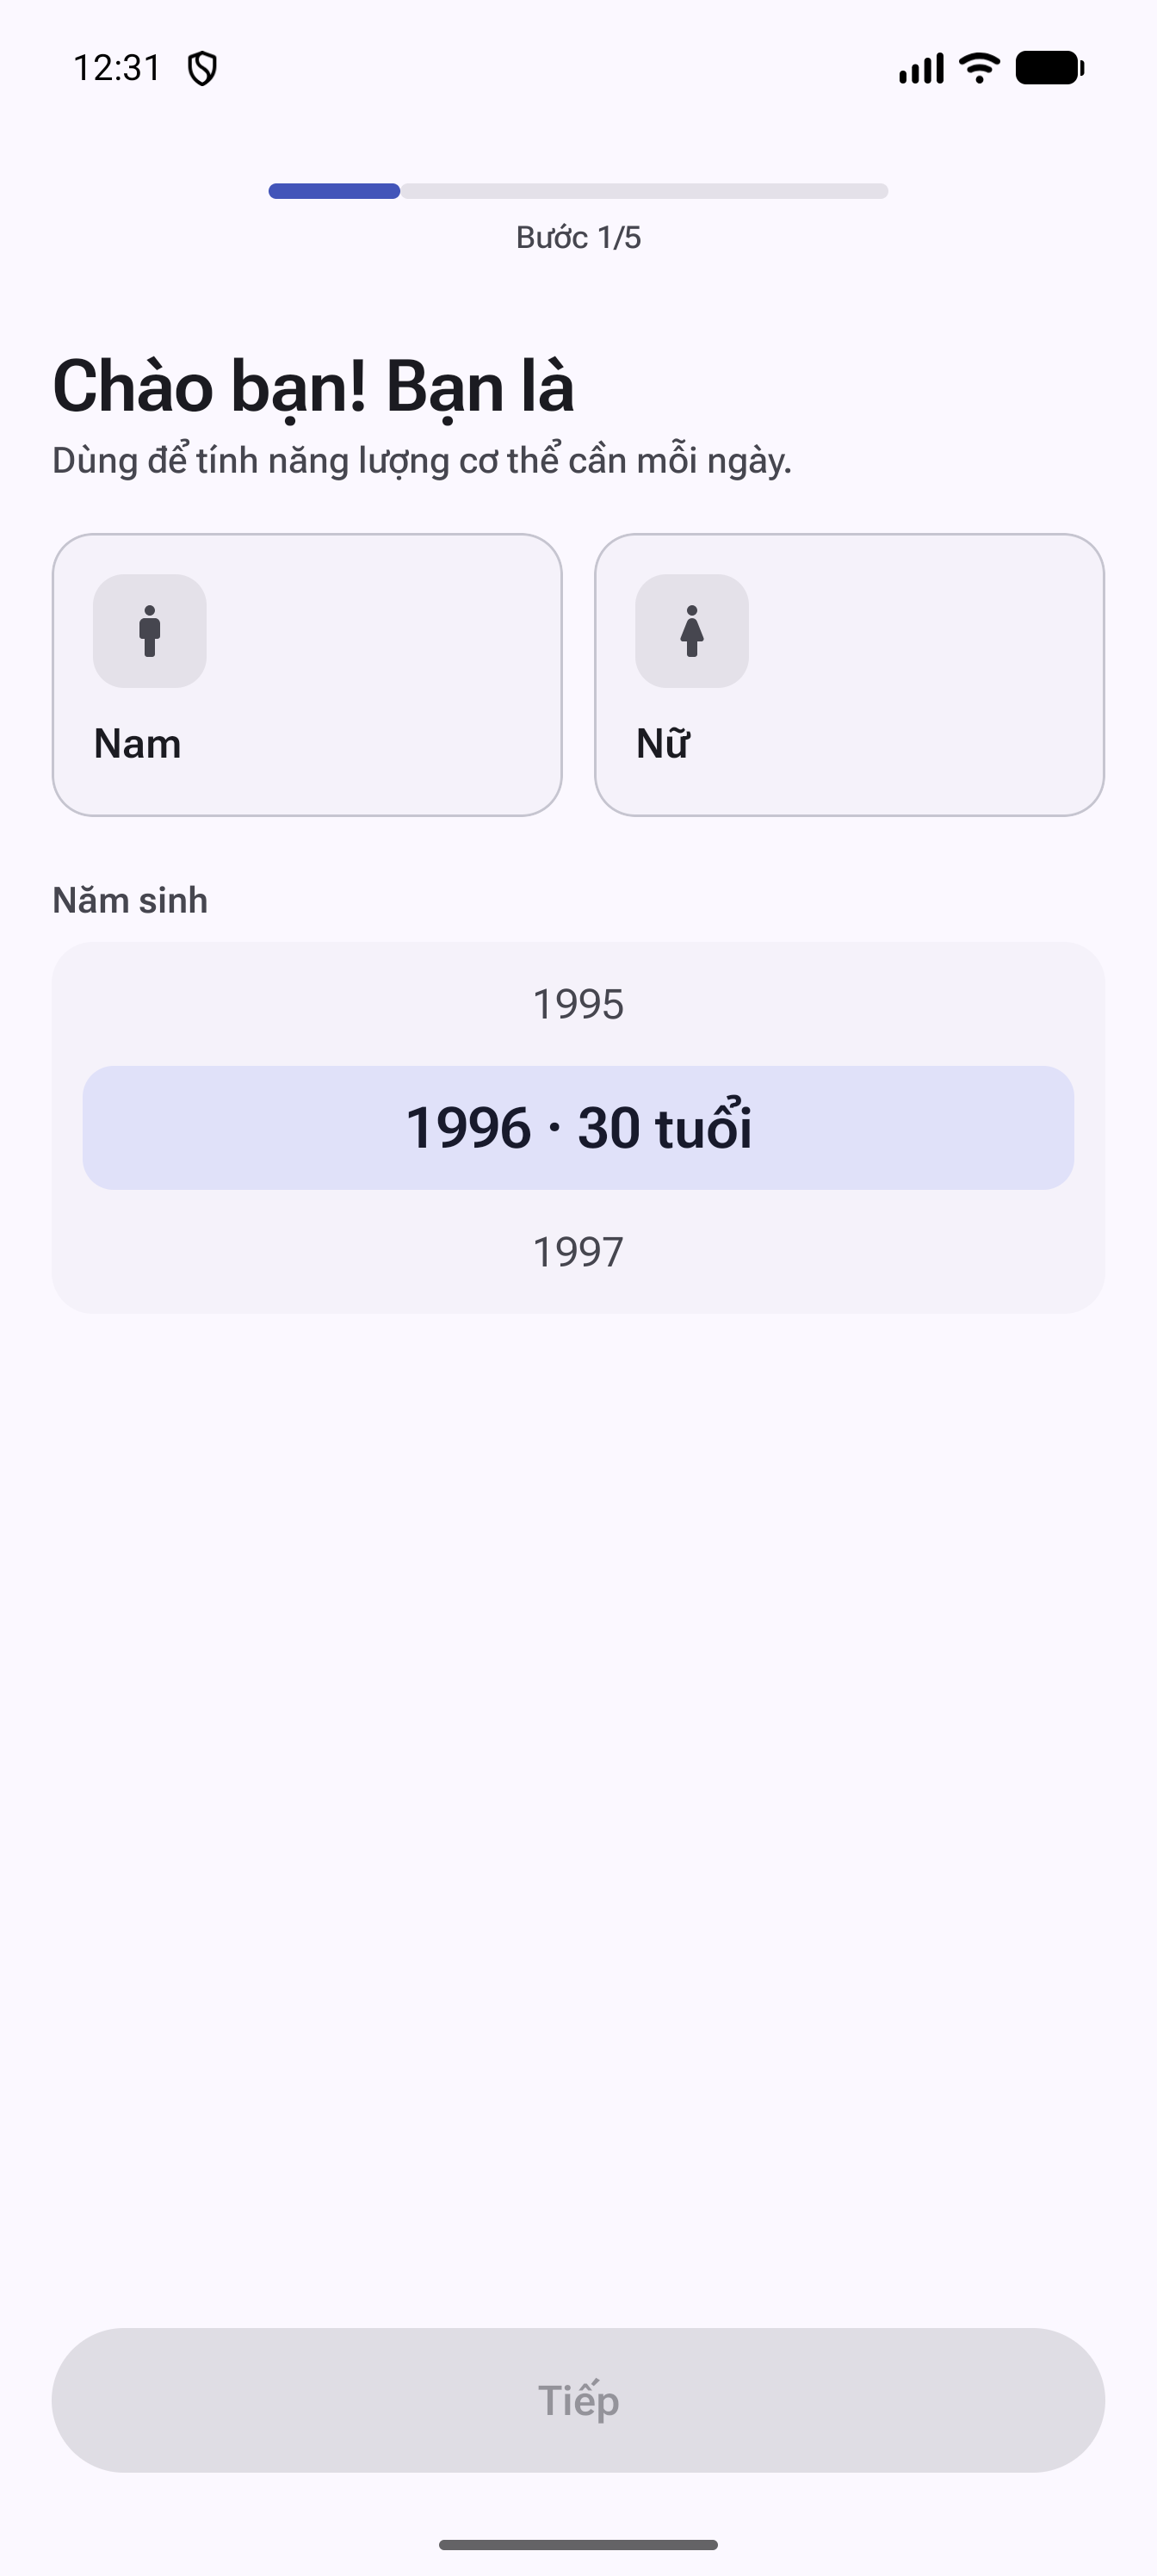 12:31
Bước 1/5
Chào bạn! Bạn là
Dùng để tính năng lượng cơ thể cần mỗi ngày.
Nam
Nữ
Năm sinh
1995
1996 · 30 tuổi
1997
Tiếp